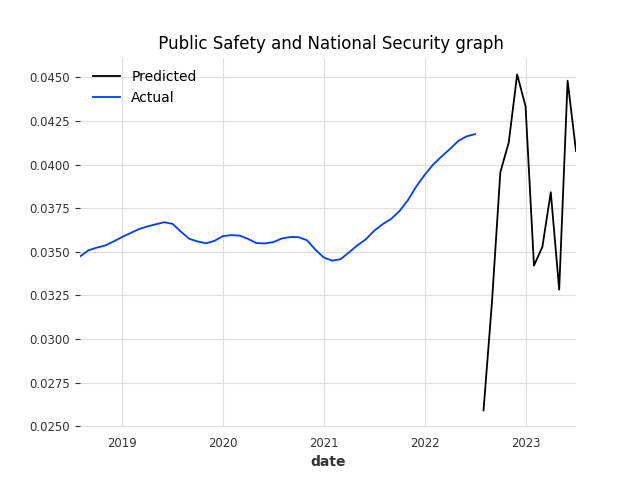 Public Safety and National Security graph
Predicted
Actual
0.0450
0.0425
0.0400
0.0375
0.0350
0.0325
0.0300
0.0275
0.0250
2019 2020 2021 2022 2023
date